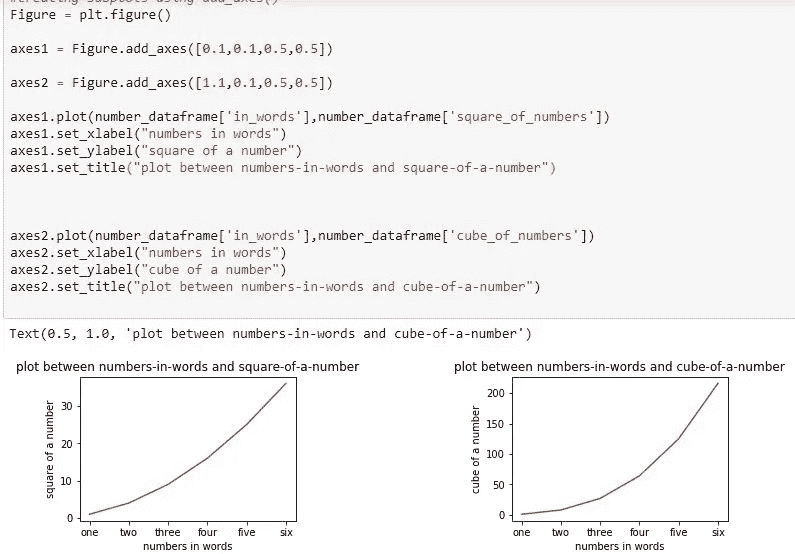 #creating subplots using add_axes()
Figure = plt.figure()
axes1 = Figure.add_axes([0.1,0.1,0.5,0.5])
axes2 = Figure.add_axes([1.1,0.1,0.5,0.5])
axes1.plot(number_dataframe['in_words'],number_dataframe['square_of_numbers'])
axes1.set_xlabel("numbers in words")
axes1.set_ylabel("square of a number")
axes1.set_title("plot between numbers-in-words and square-of-a-number")
axes2.plot(number_dataframe['in_words'],number_dataframe['cube_of_numbers'])
axes2.set_xlabel("numbers in words")
axes2.set_ylabel("cube of a number")
axes2.set_title("plot between numbers-in-words and cube-of-a-number")
Text(0.5, 1.0, 'plot between numbers-in-words and cube-of-a-number')
plot between numbers-in-words and square-of-a-number
square of a number
30
20
10
0
one two three four five six
numbers in words
plot between numbers-in-words and cube-of-a-number
cube of a number
200
150
100
50
0
one two three four five six
numbers in words